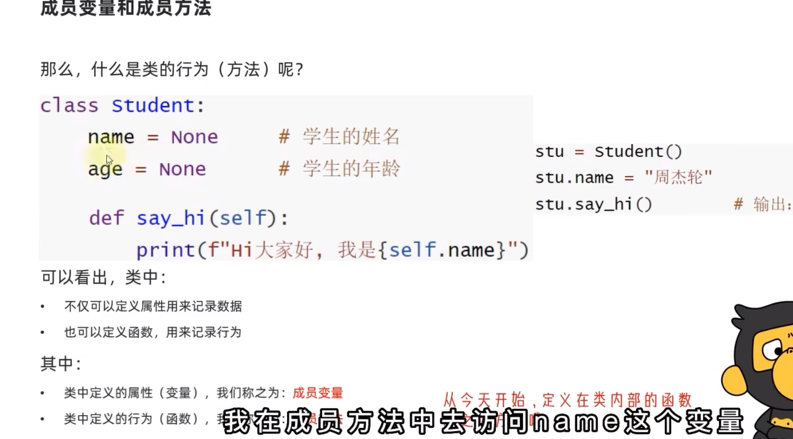 成员变量和成员方法
那么，什么是类的行为（方法）呢？
class Student:
name = None # 学生的姓名
age = None # 学生的年龄
def say_hi(self):
print(f"Hi大家好，我是{self.name}")
stu = Student()
stu.name = "周杰轮"
stu.say_hi() # 输出：
可以看出，类中：
• 不仅可以定义属性用来记录数据
• 也可以定义函数，用来记录行为
其中：
• 类中定义的属性（变量），我们称之为：成员变量
• 类中定义的行为（函数），
从今天开始，定义在类内部的函数
我在成员方法中去访问name这个变量